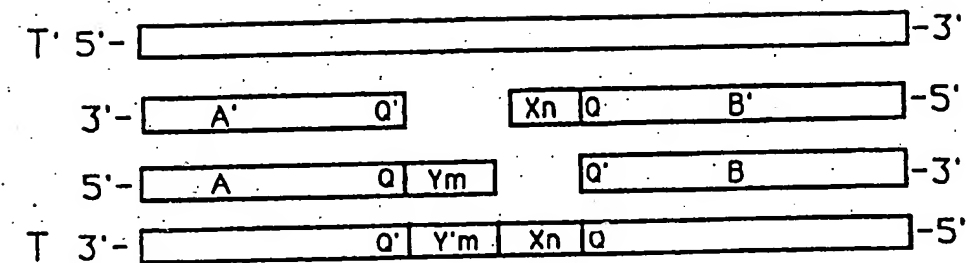 T' 5'- -3'
3'- A' Q' Xn Q B' -5'
5'- A Q Ym Q' B -3'
T 3'- Q' Y'm Xn Q -5'